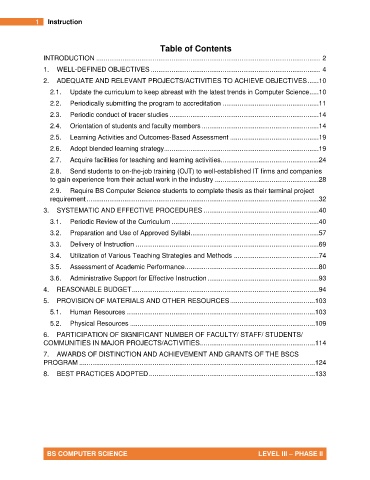 1 Instruction
Table of Contents
INTRODUCTION ........................................................................ 2
1. WELL-DEFINED OBJECTIVES ........................................................ 4
2. ADEQUATE AND RELEVANT PROJECTS/ACTIVITIES TO ACHIEVE OBJECTIVES......10
2.1. Update the curriculum to keep abreast with the latest trends in Computer Science.....10
2.2. Periodically submitting the program to accreditation ..................................11
2.3. Periodic conduct of tracer studies ..................................................14
2.4. Orientation of students and faculty members ........................................14
2.5. Learning Activities and Outcomes-Based Assessment ..............................19
2.6. Adopt blended learning strategy....................................................19
2.7. Acquire facilities for teaching and learning activities.................................24
2.8. Send students to on-the-job training (OJT) to well-established IT firms and companies
to gain experience from their actual work in the industry ....................................28
2.9. Require BS Computer Science students to complete thesis as their terminal project
requirement................................................................................32
3. SYSTEMATIC AND EFFECTIVE PROCEDURES ........................................40
3.1. Periodic Review of the Curriculum .................................................40
3.2. Preparation and Use of Approved Syllabi...........................................57
3.3. Delivery of Instruction .............................................................69
3.4. Utilization of Various Teaching Strategies and Methods .............................74
3.5. Assessment of Academic Performance..............................................80
3.6. Administrative Support for Effective Instruction .....................................93
4. REASONABLE BUDGET................................................................94
5. PROVISION OF MATERIALS AND OTHER RESOURCES .............................103
5.1. Human Resources ................................................................103
5.2. Physical Resources ...............................................................109
6. PARTICIPATION OF SIGNIFICANT NUMBER OF FACULTY/ STAFF/ STUDENTS/
COMMUNITIES IN MAJOR PROJECTS/ACTIVITIES.......................................114
7. AWARDS OF DISTINCTION AND ACHIEVEMENT AND GRANTS OF THE BSCS
PROGRAM ................................................................................124
8. BEST PRACTICES ADOPTED.........................................................133
BS COMPUTER SCIENCE LEVEL III – PHASE II